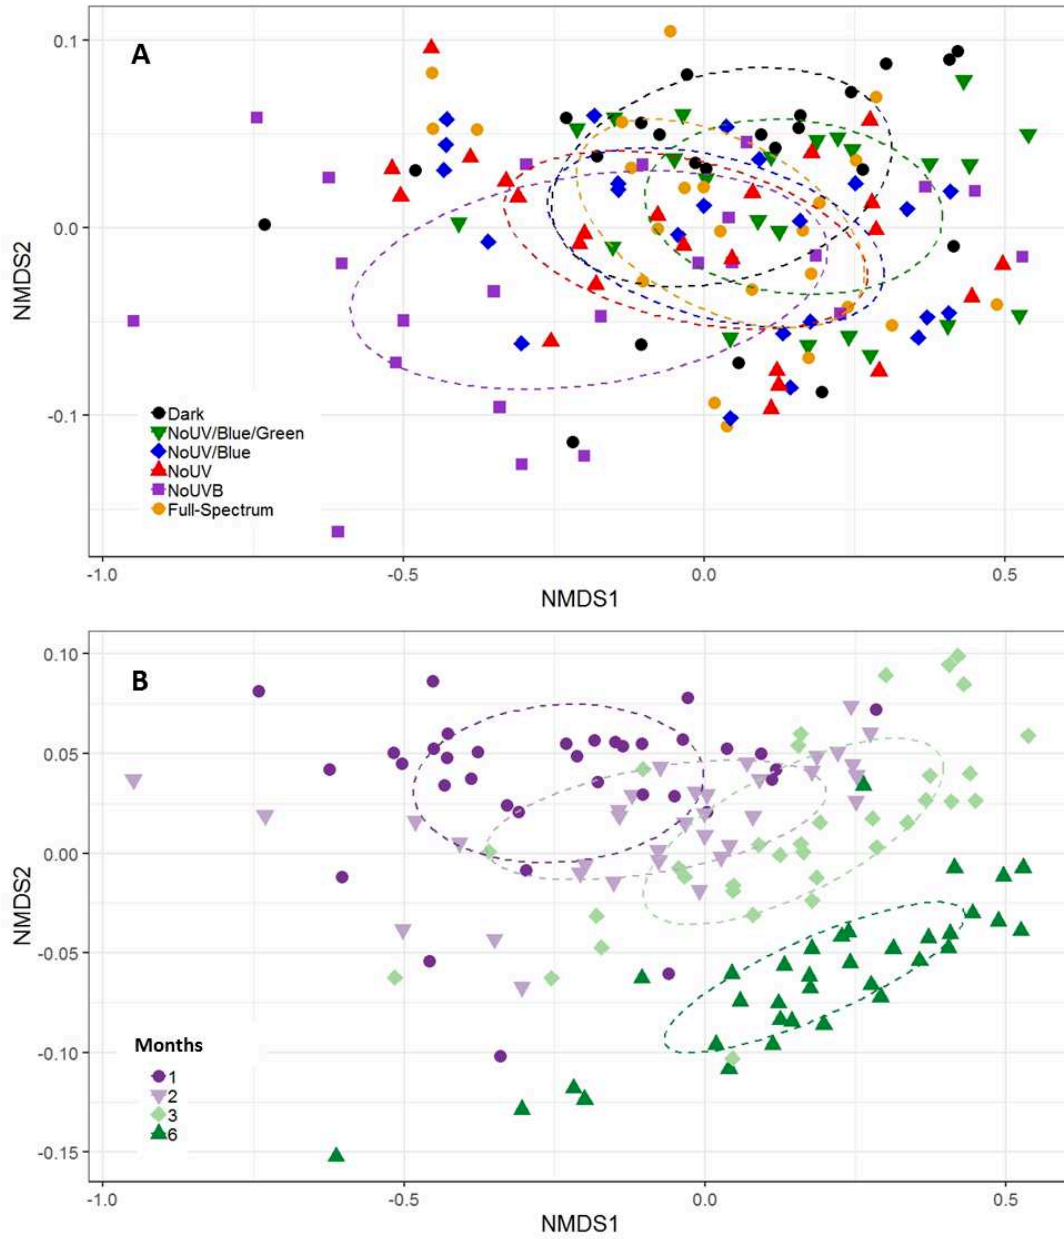 A
0.1
0.0
-0.1
NMDS2
Dark
NoUV/Blue/Green
NoUV/Blue
NoUV
NoUVB
Full-Spectrum
-1.0 -0.5 0.0 0.5
NMDS1
B
0.10
0.05
0.00
-0.05
-0.10
-0.15
NMDS2
Months
1
2
3
6
-1.0 -0.5 0.0 0.5
NMDS1